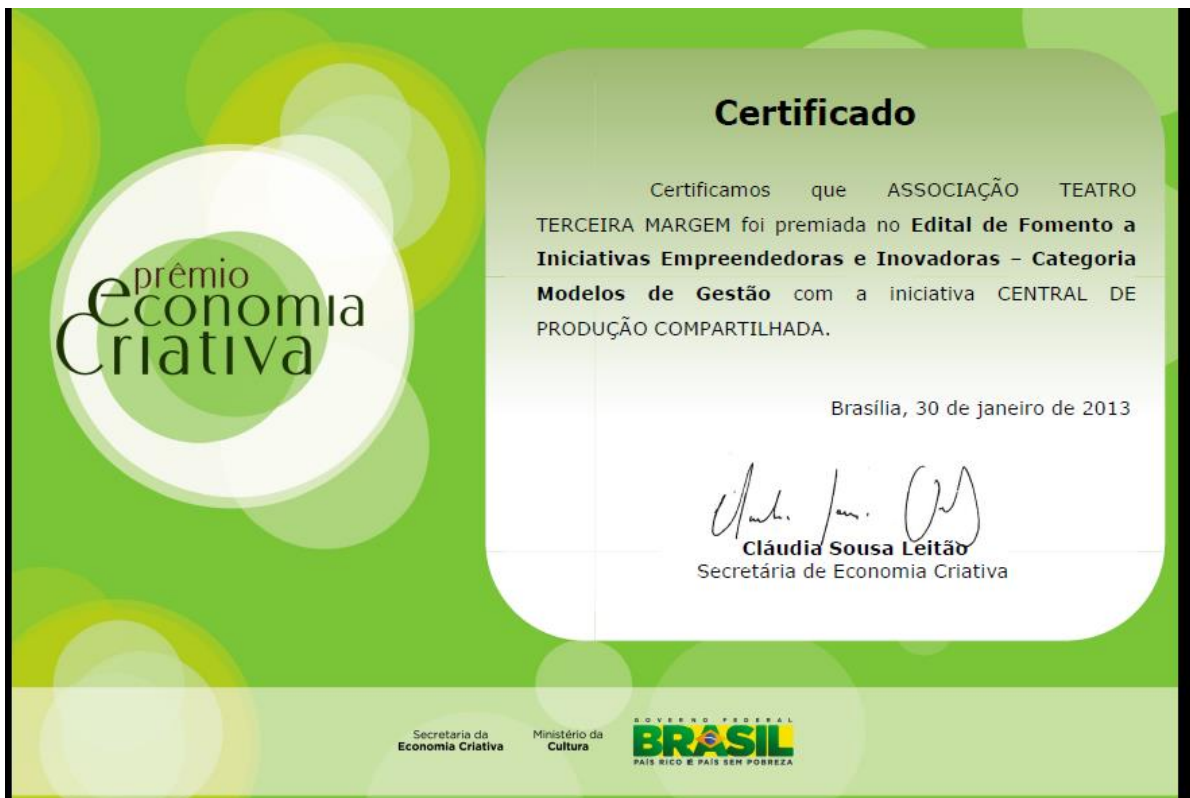 prêmio
economia
Criativa
Certificado
Certificamos que ASSOCIAÇÃO TEATRO
TERCEIRA MARGEM foi premiada no Edital de Fomento a
Iniciativas Empreendedoras e Inovadoras – Categoria
Modelos de Gestão com a iniciativa CENTRAL DE
PRODUÇÃO COMPARTILHADA.
Brasília, 30 de janeiro de 2013
Cláudia Sousa Leitão
Secretária de Economia Criativa
Secretaria da
Economia Criativa
Ministério da
Cultura
GOVERNO FEDERAL
BRASIL
PAÍS RICO É PAÍS SEM POBREZA